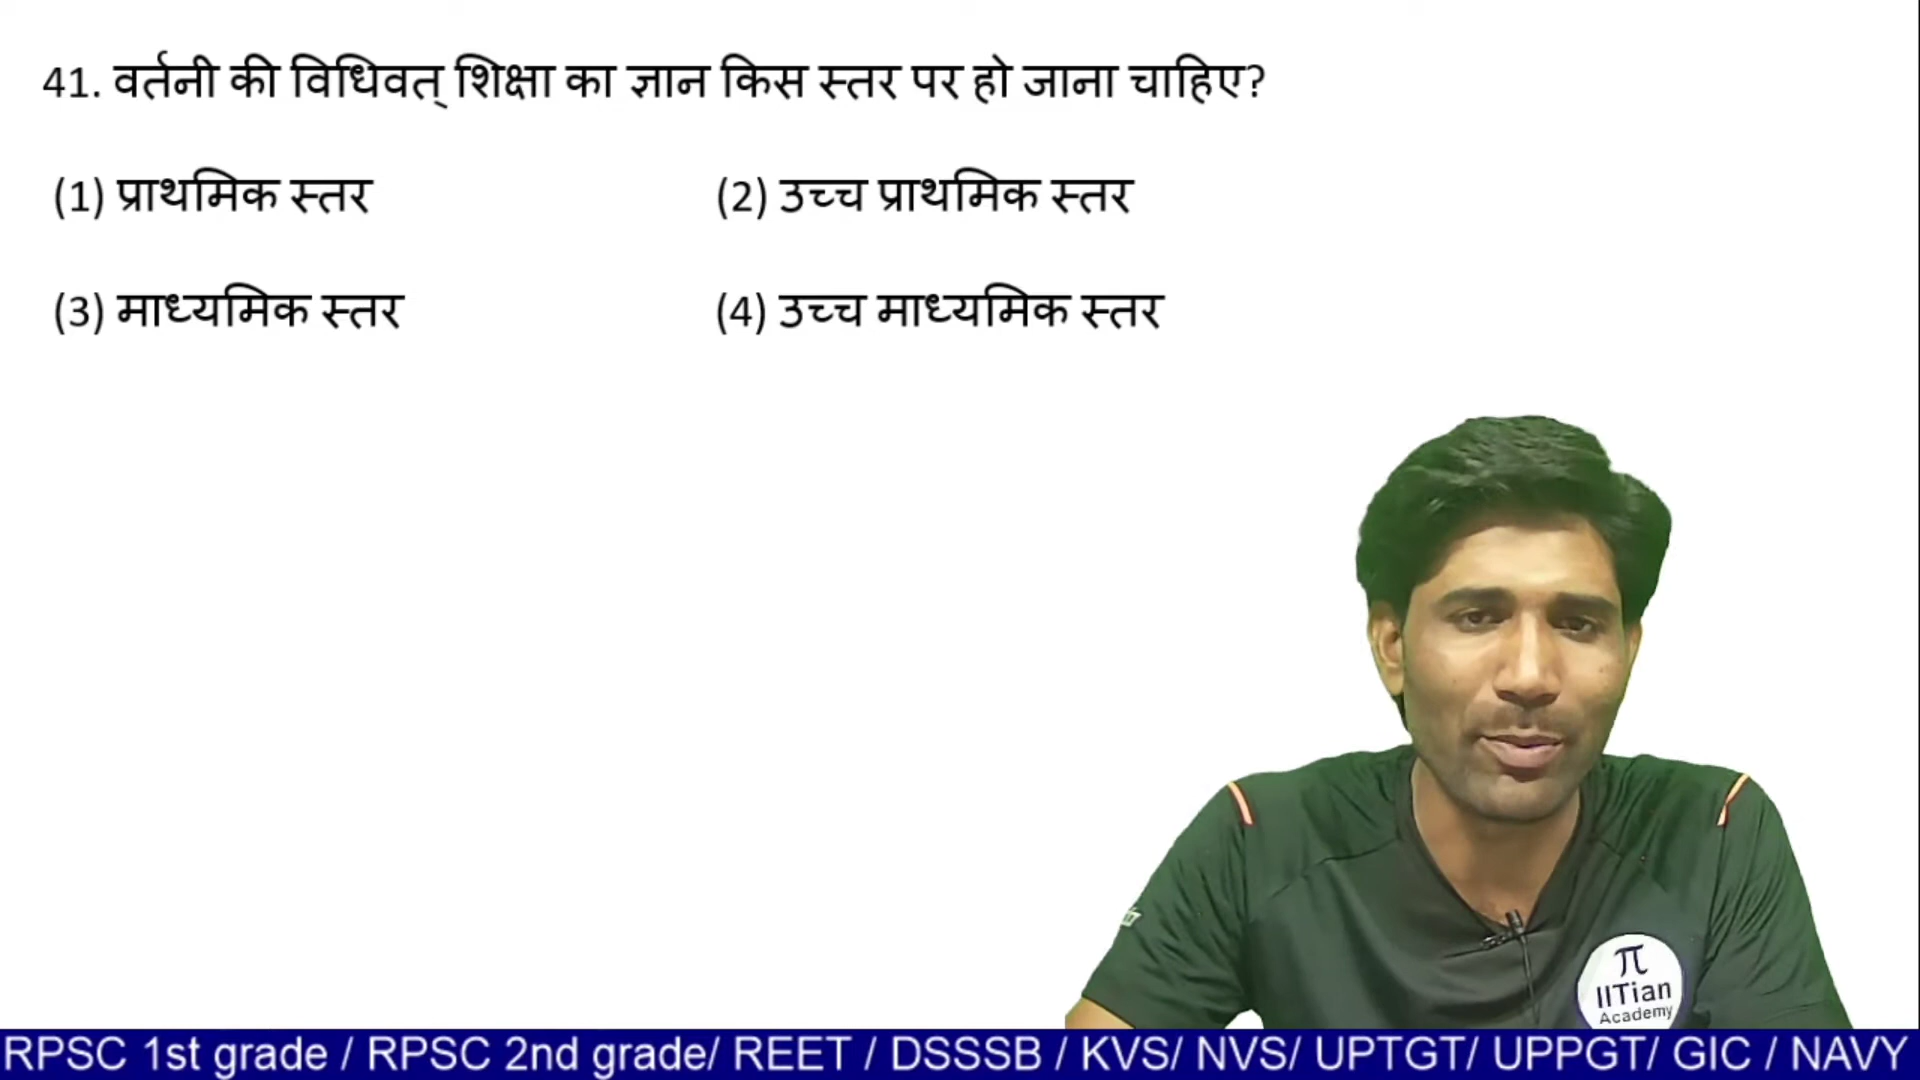 41. वर्तनी की विधिवत् शिक्षा का ज्ञान किस स्तर पर हो जाना चाहिए?
(1) प्राथमिक स्तर (2) उच्च प्राथमिक स्तर
(3) माध्यमिक स्तर (4) उच्च माध्यमिक स्तर
π
IITian
Academy
RPSC 1st grade / RPSC 2nd grade/ REET / DSSSB / KVS/ NVS/ UPTGT/ UPPGT/ GIC / NAVY